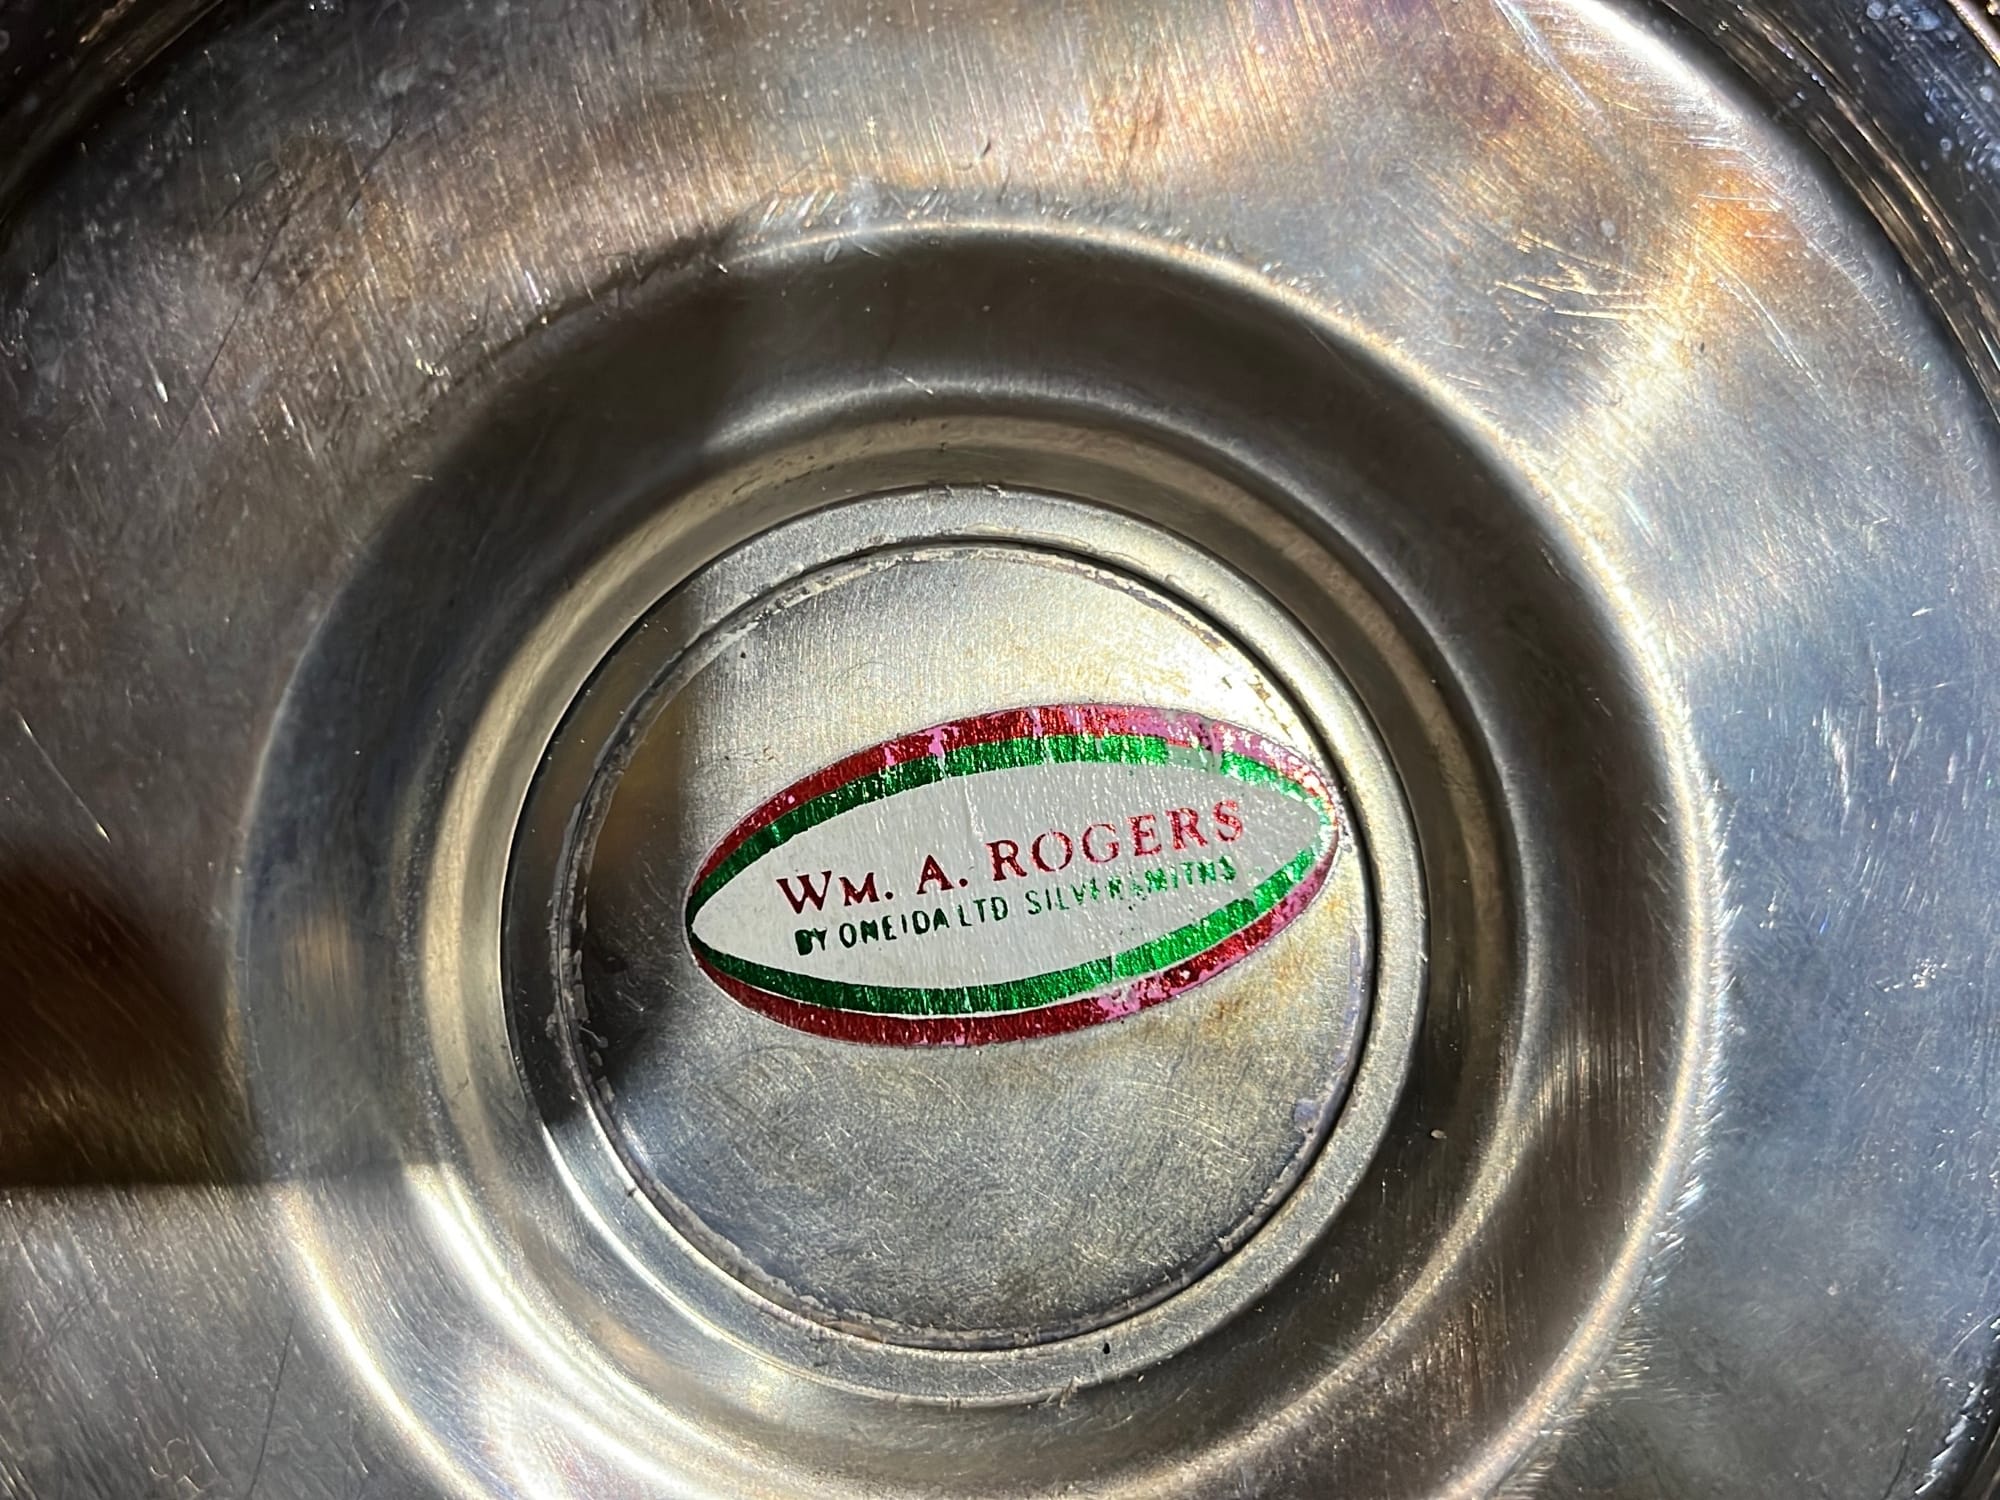 WM. A. ROGERS
BY ONEIDA LTD SILVERSMITHS